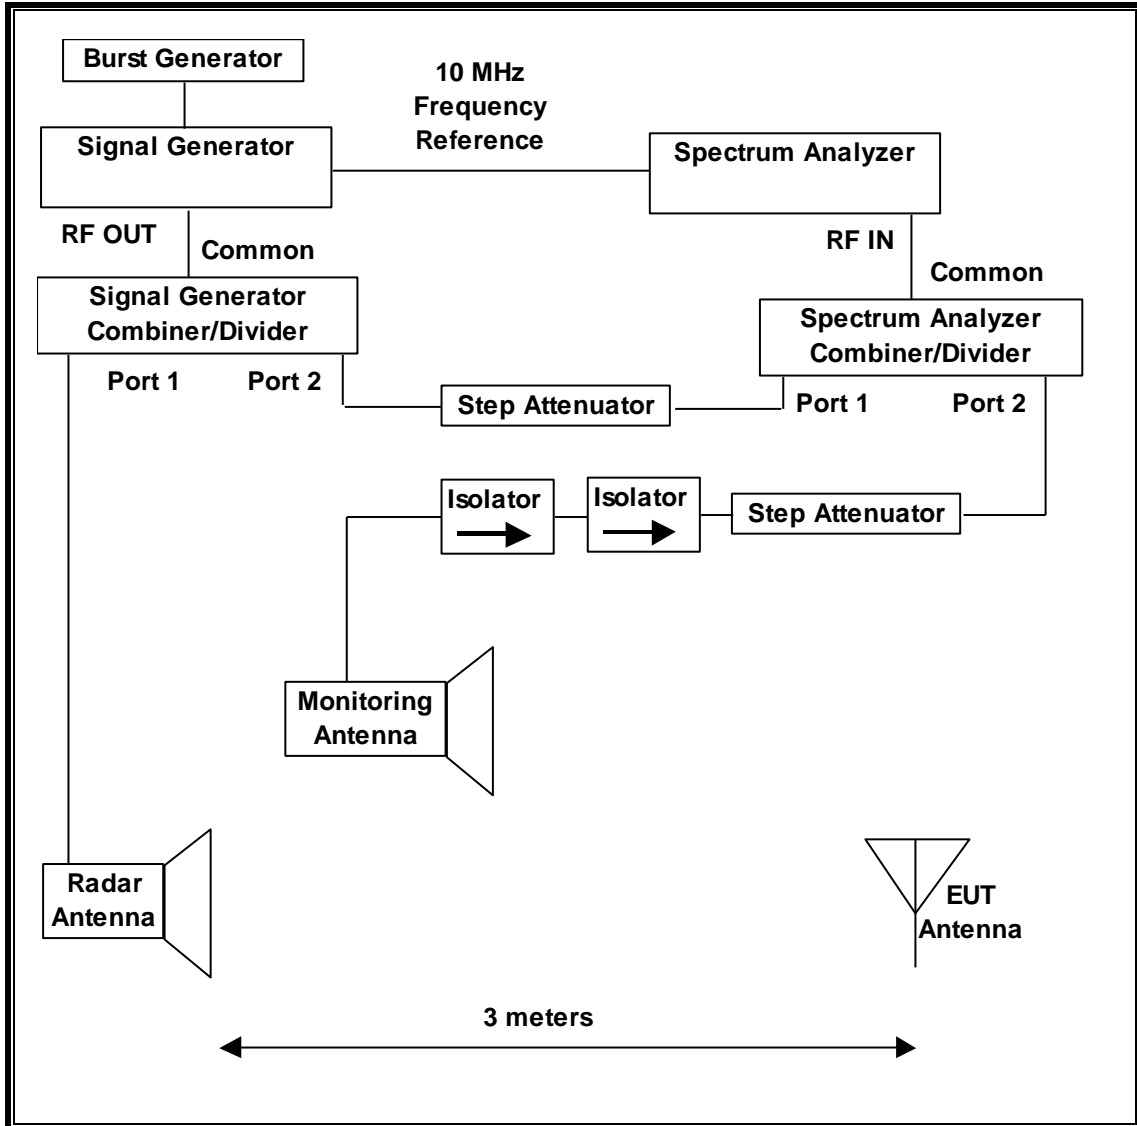 Burst Generator
10 MHz
Frequency
Reference
Signal Generator
Spectrum Analyzer
RF OUT
Common
RF IN
Common
Signal Generator
Combiner/Divider
Spectrum Analyzer
Combiner/Divider
Port 1
Port 2
Step Attenuator
Port 1
Port 2
Isolator
Isolator
Step Attenuator
Monitoring
Antenna
Radar
Antenna
EUT
Antenna
3 meters